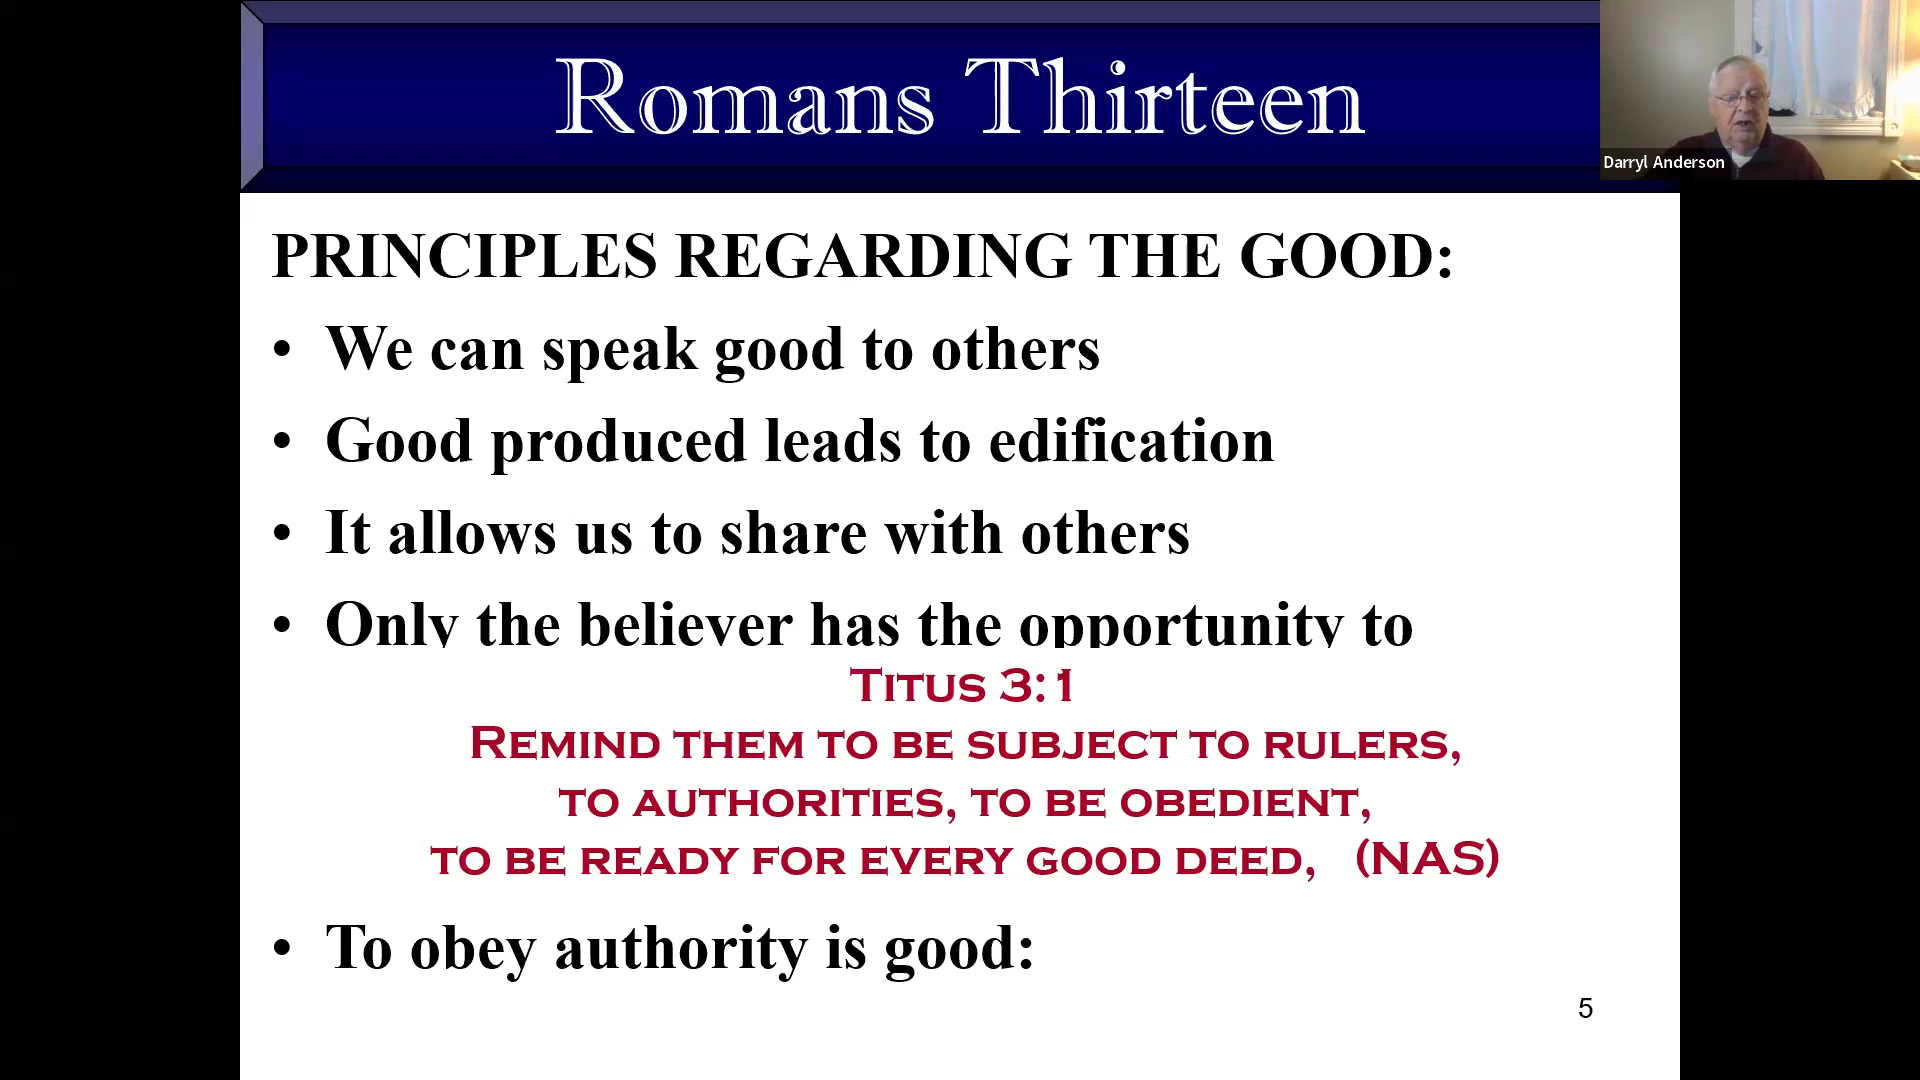 Romans Thirteen
Darryl Anderson
PRINCIPLES REGARDING THE GOOD:
• We can speak good to others
• Good produced leads to edification
• It allows us to share with others
• Only the believer has the opportunity to
Titus 3:1
Remind them to be subject to rulers,
to authorities, to be obedient,
to be ready for every good deed, (NAS)
• To obey authority is good:
5